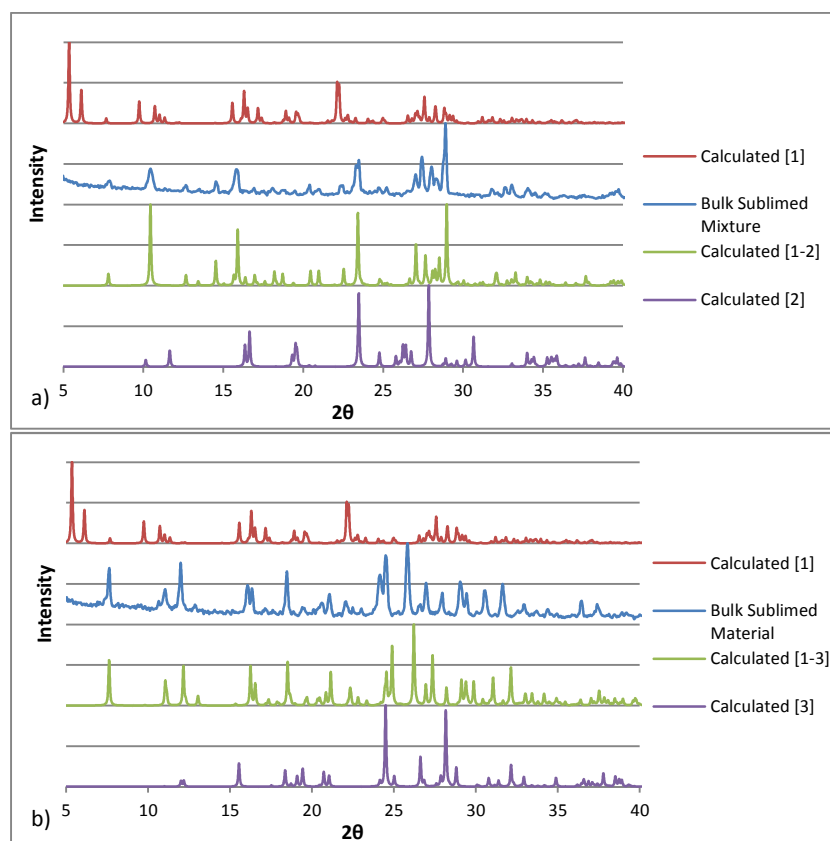 Intensity
Calculated [1]
Bulk Sublimed
Mixture
Calculated [1-2]
Calculated [2]
5 10 15 20 25 30 35 40
2θ
a)
Intensity
Calculated [1]
Bulk Sublimed
Material
Calculated [1-3]
Calculated [3]
5 10 15 20 25 30 35 40
2θ
b)